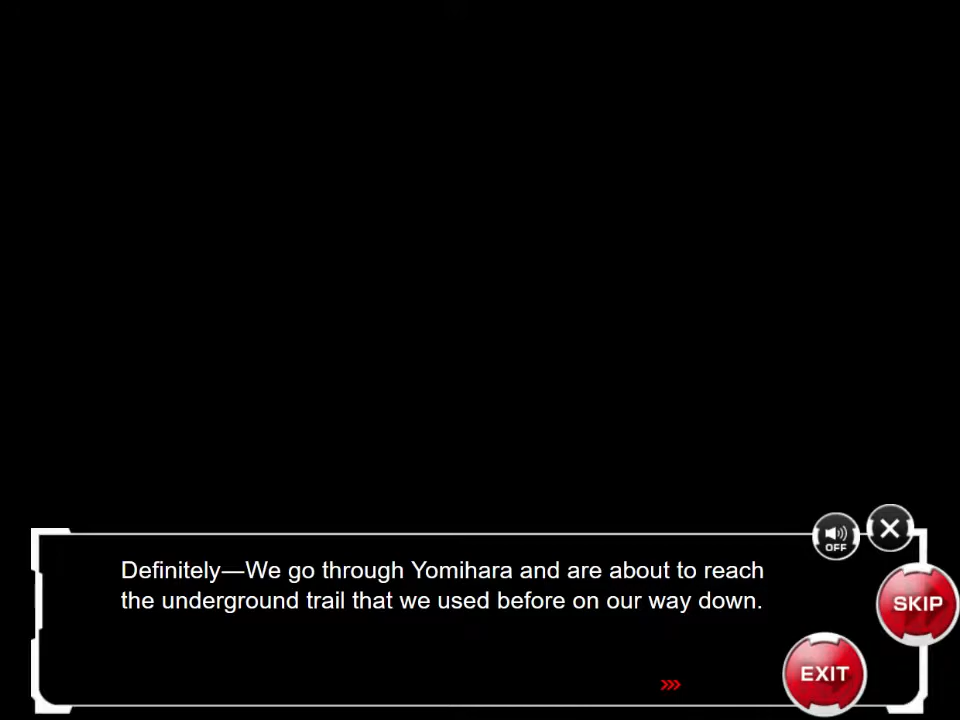 Definitely—We go through Yomihara and are about to reach
the underground trail that we used before on our way down.
OFF
SKIP
EXIT